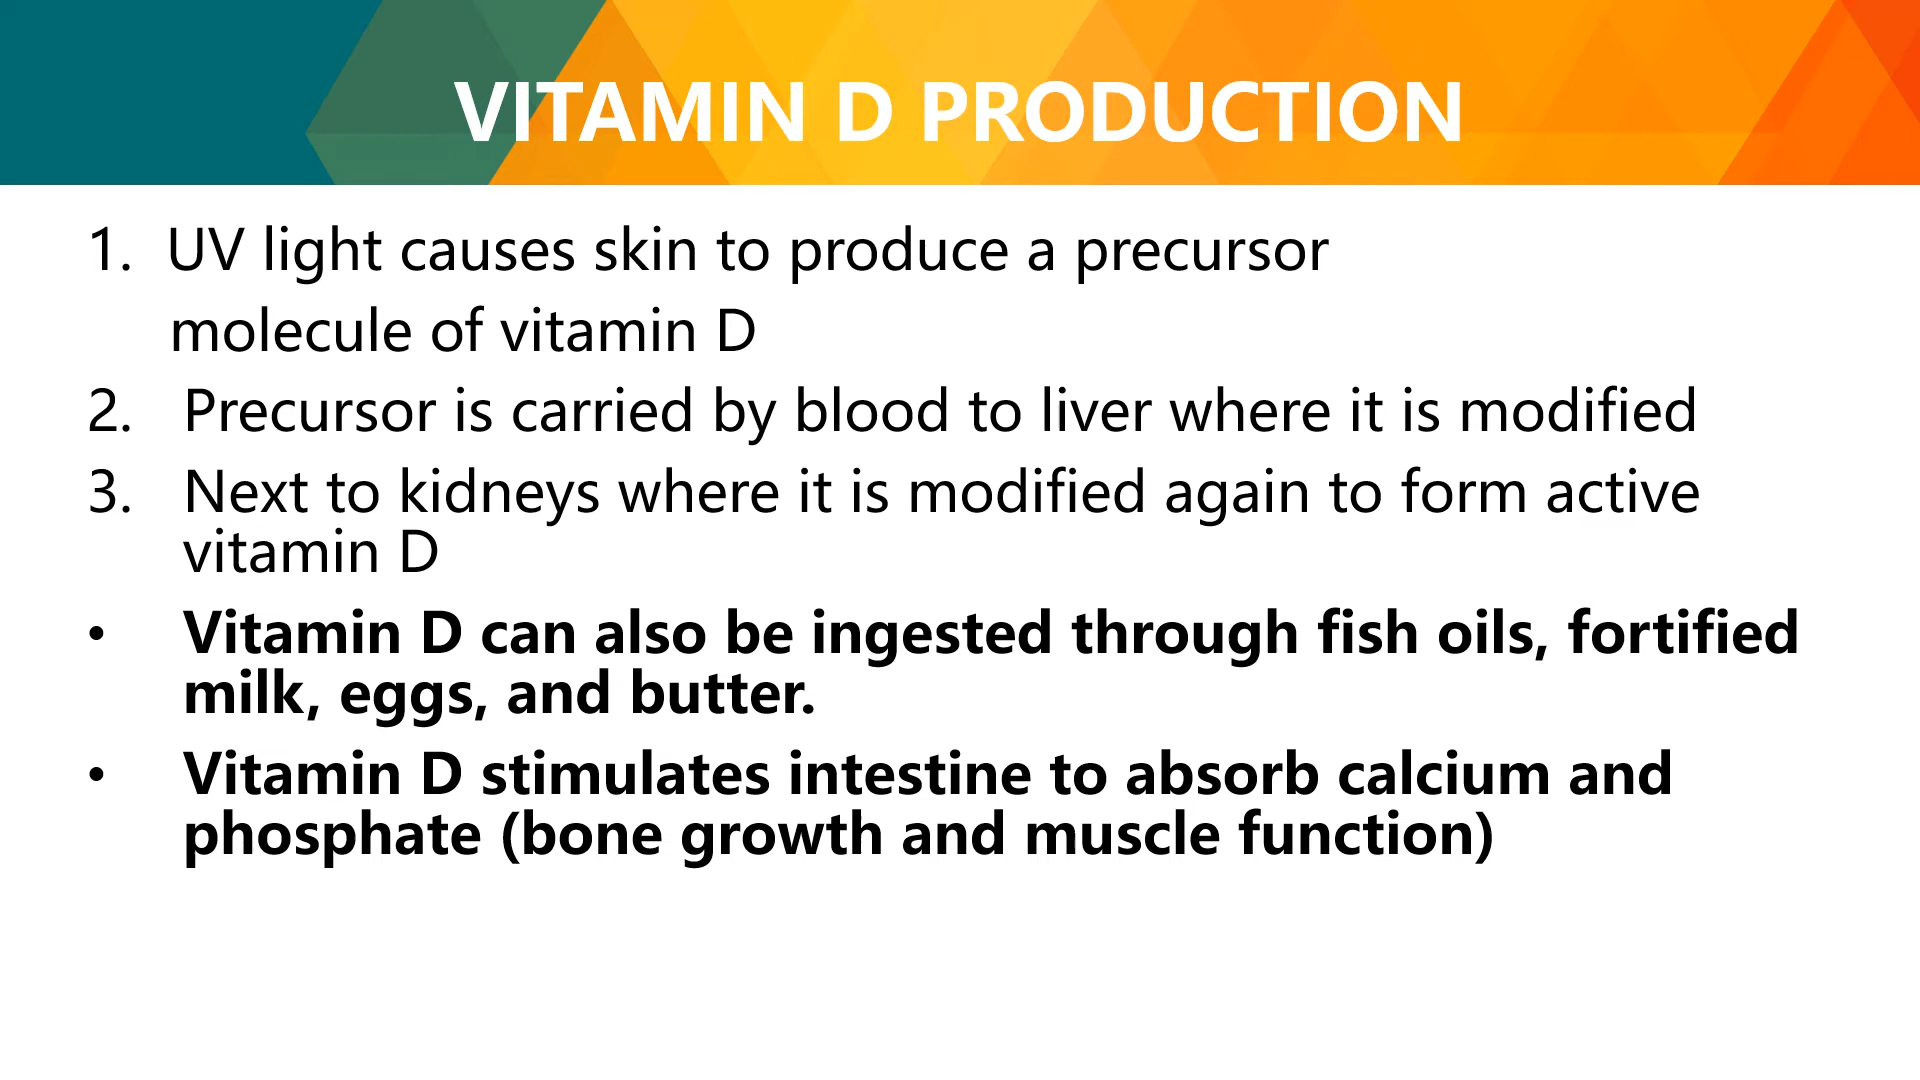 VITAMIN D PRODUCTION
1. UV light causes skin to produce a precursor
molecule of vitamin D
2. Precursor is carried by blood to liver where it is modified
3. Next to kidneys where it is modified again to form active
vitamin D
• Vitamin D can also be ingested through fish oils, fortified
milk, eggs, and butter.
• Vitamin D stimulates intestine to absorb calcium and
phosphate (bone growth and muscle function)